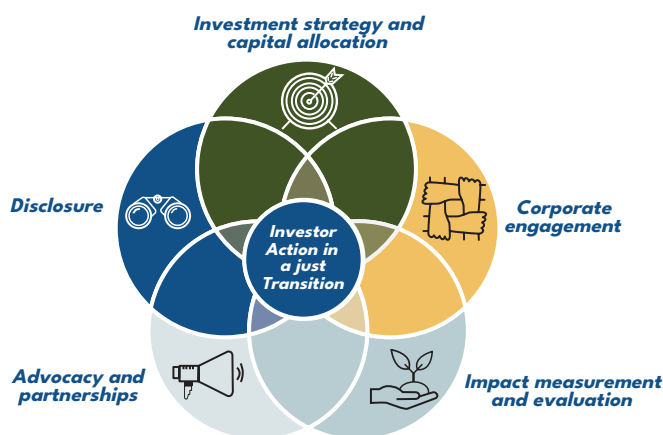 Investment strategy and
capital allocation
Disclosure
Corporate
engagement
Investor
Action in
a just
Transition
Advocacy and
partnerships
Impact measurement
and evaluation